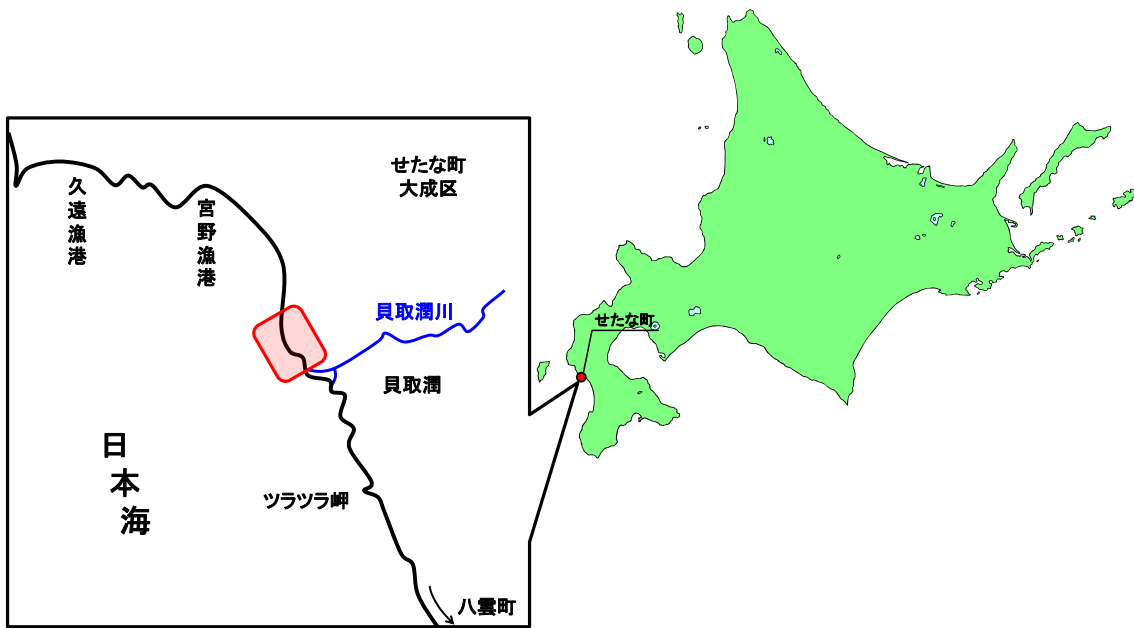 せたな町
大成区
久遠漁港
宮野漁港
貝取澗川
せたな町
貝取澗
日本海
ツラツラ岬
八雲町